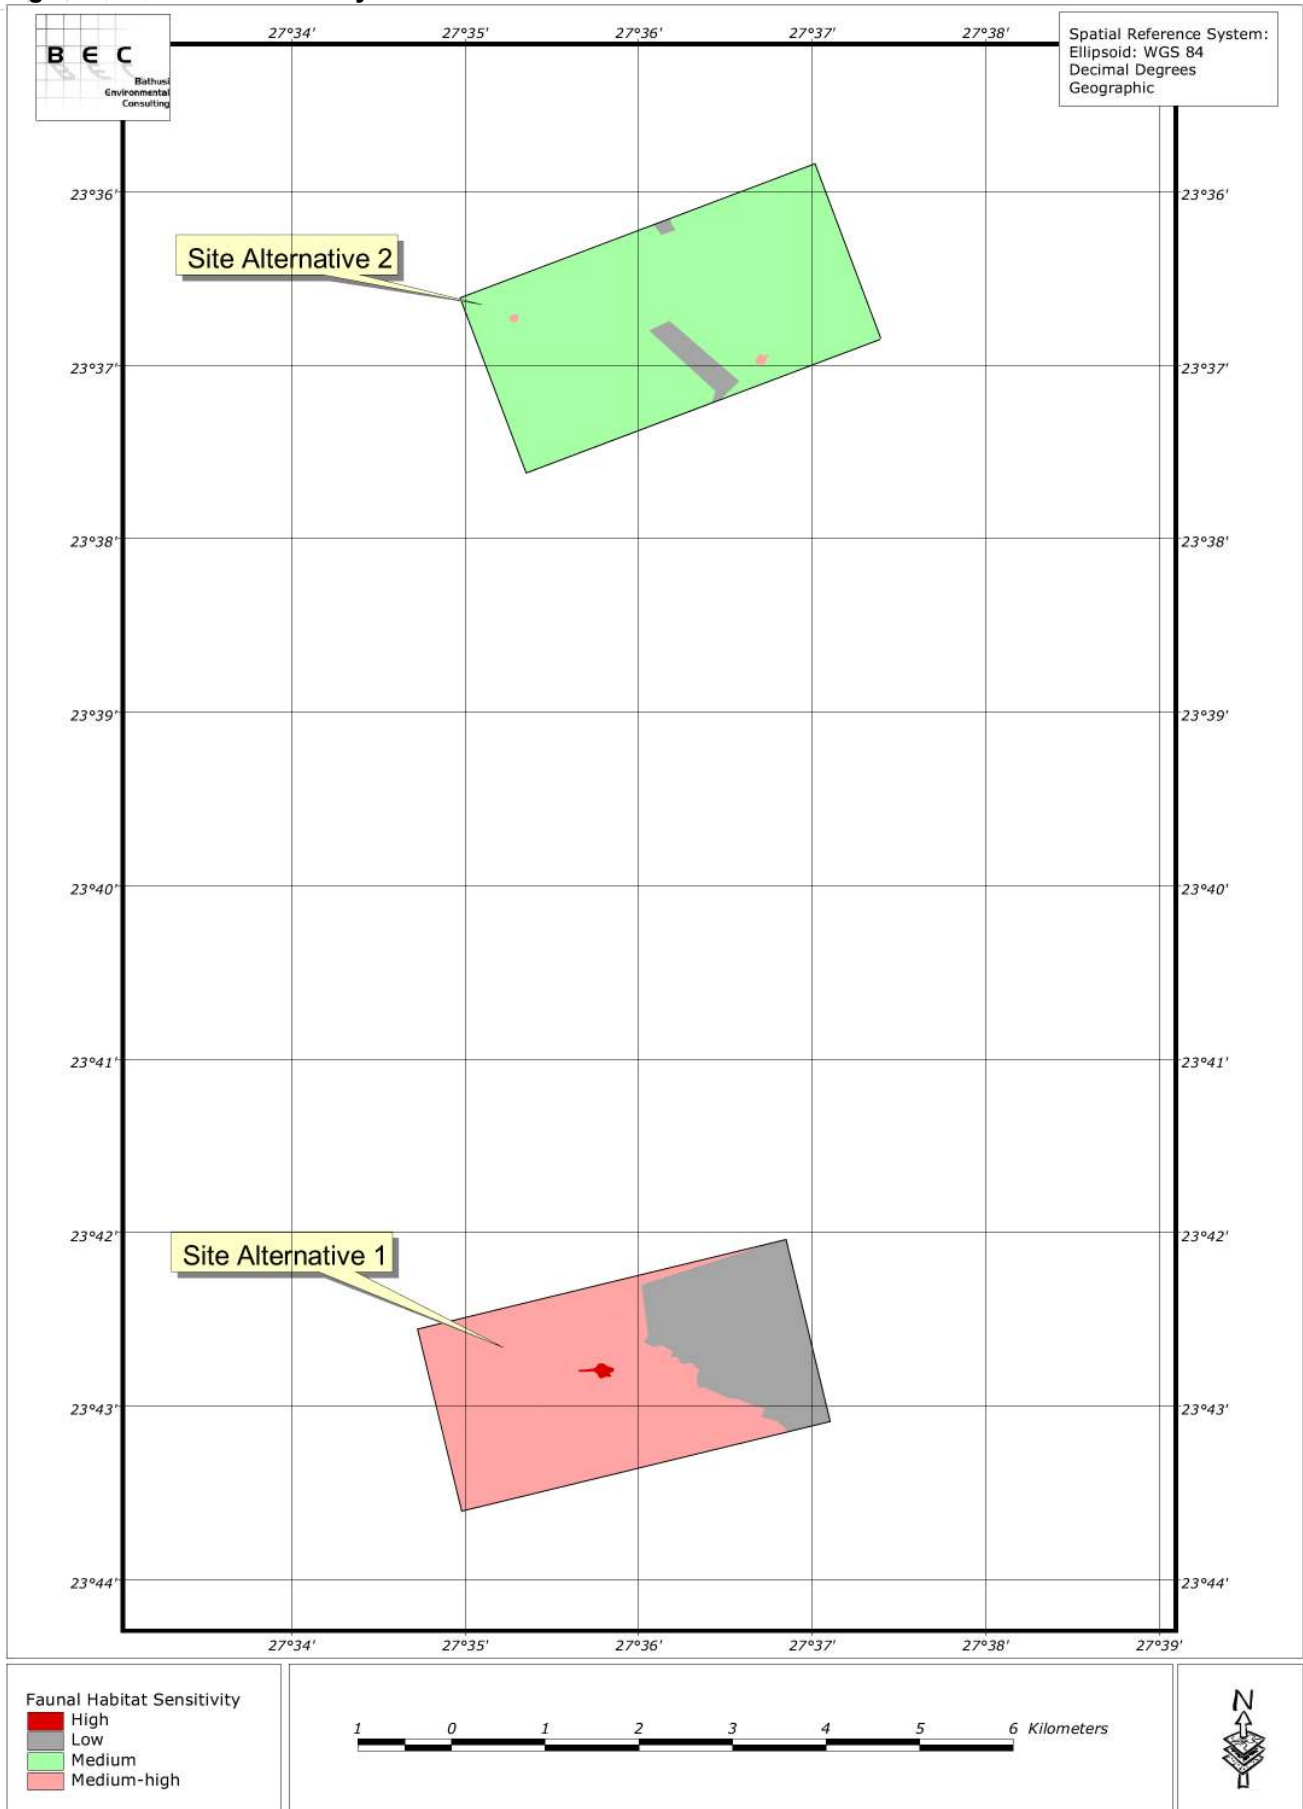 B E C
Bathusi
Environmental
Consulting
Spatial Reference System:
Ellipsoid: WGS 84
Decimal Degrees
Geographic
27°34' 27°35' 27°36' 27°37' 27°38'
23°36' 23°36'
Site Alternative 2
23°37' 23°37'
23°38' 23°38'
23°39' 23°39'
23°40' 23°40'
23°41' 23°41'
23°42' 23°42'
Site Alternative 1
23°43' 23°43'
23°44' 23°44'
27°34' 27°35' 27°36' 27°37' 27°38' 27°39'
Faunal Habitat Sensitivity
High
Low
Medium
Medium-high
1 0 1 2 3 4 5 6 Kilometers
N